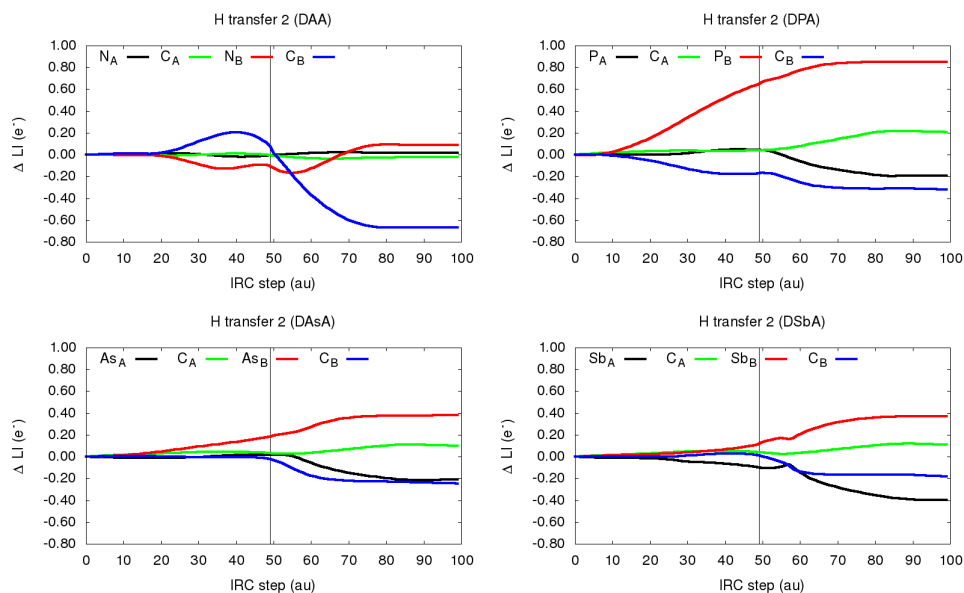 H transfer 2 (DAA)
N_A C_A N_B C_B
Δ LI (e⁻)
1.00
0.80
0.60
0.40
0.20
0.00
-0.20
-0.40
-0.60
-0.80
0 10 20 30 40 50 60 70 80 90 100
IRC step (au)
H transfer 2 (DPA)
P_A C_A P_B C_B
Δ LI (e⁻)
1.00
0.80
0.60
0.40
0.20
0.00
-0.20
-0.40
-0.60
-0.80
0 10 20 30 40 50 60 70 80 90 100
IRC step (au)
H transfer 2 (DAsA)
As_A C_A As_B C_B
Δ LI (e⁻)
1.00
0.80
0.60
0.40
0.20
0.00
-0.20
-0.40
-0.60
-0.80
0 10 20 30 40 50 60 70 80 90 100
IRC step (au)
H transfer 2 (DSbA)
Sb_A C_A Sb_B C_B
Δ LI (e⁻)
1.00
0.80
0.60
0.40
0.20
0.00
-0.20
-0.40
-0.60
-0.80
0 10 20 30 40 50 60 70 80 90 100
IRC step (au)